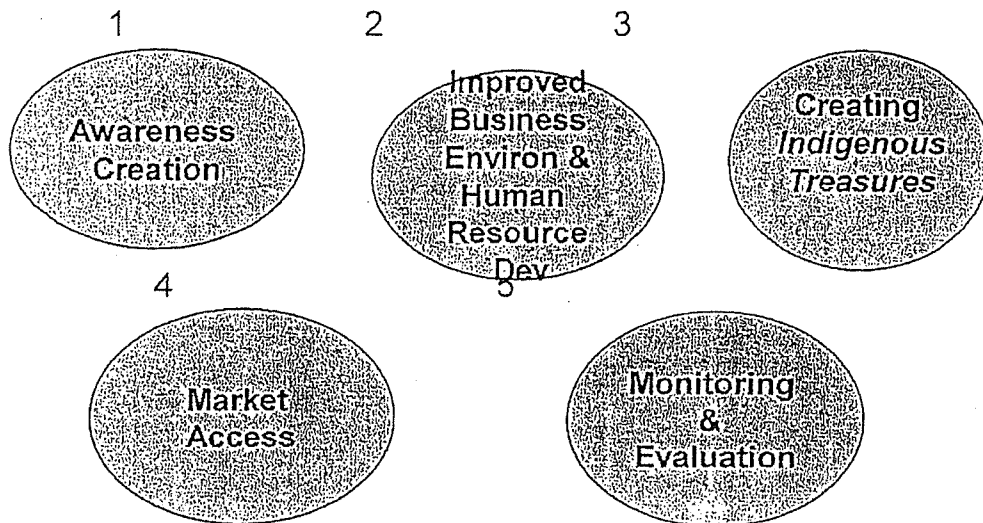 1
2
3
Awareness
Creation
Improved
Business
Environ &
Human
Resource
Dev
Creating
Indigenous
Treasures
4
5
Market
Access
Monitoring
&
Evaluation